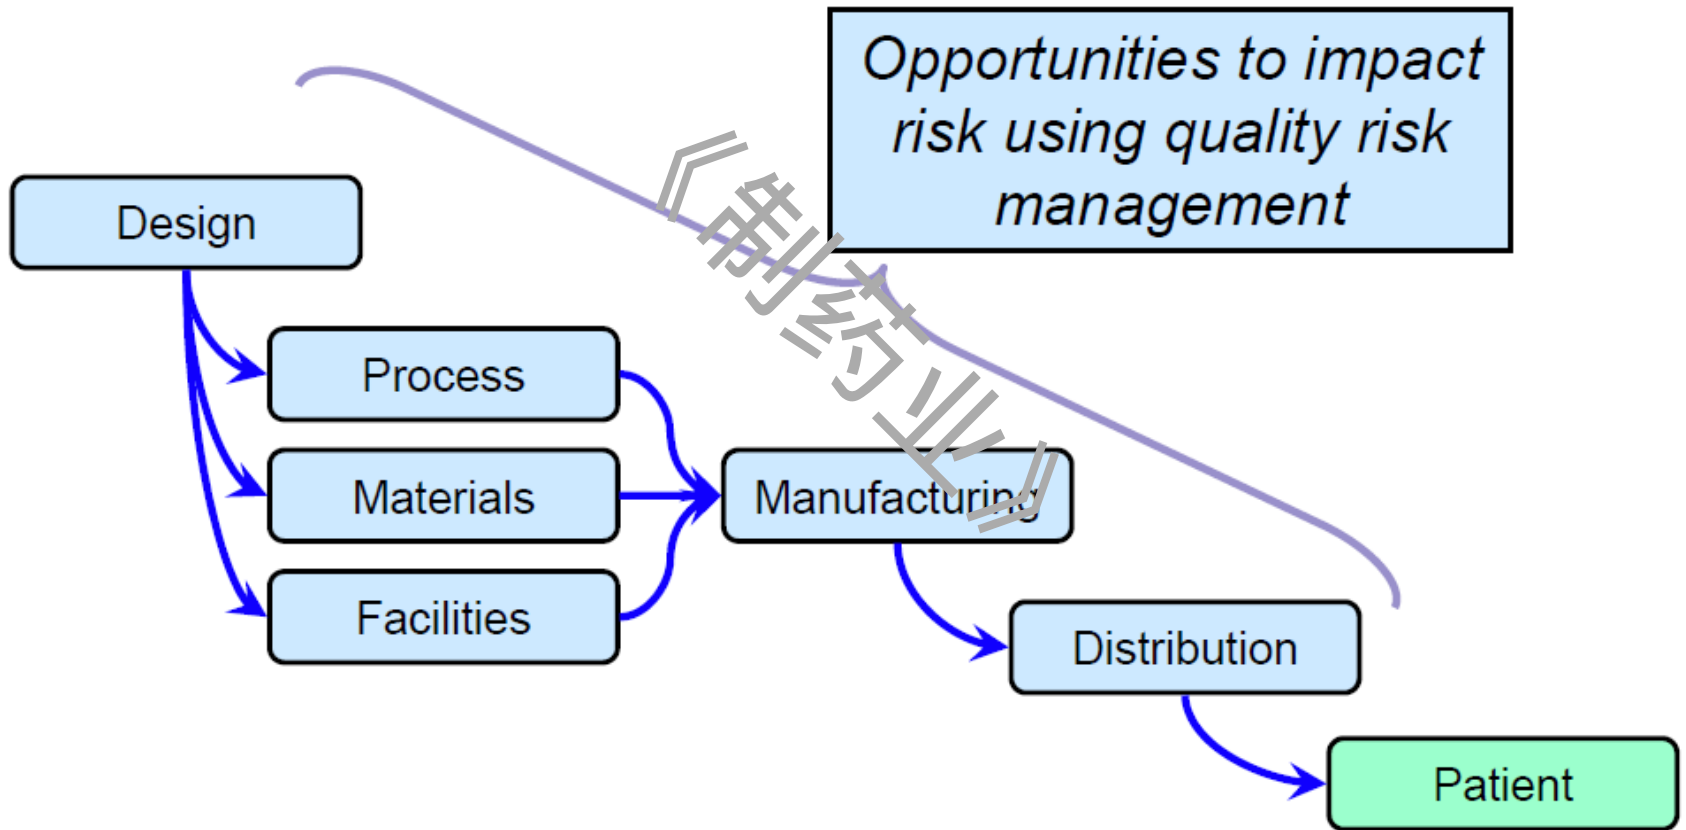 Opportunities to impact
risk using quality risk
management
Design
Process
Materials
Facilities
Manufacturing
Distribution
Patient
《制药业》